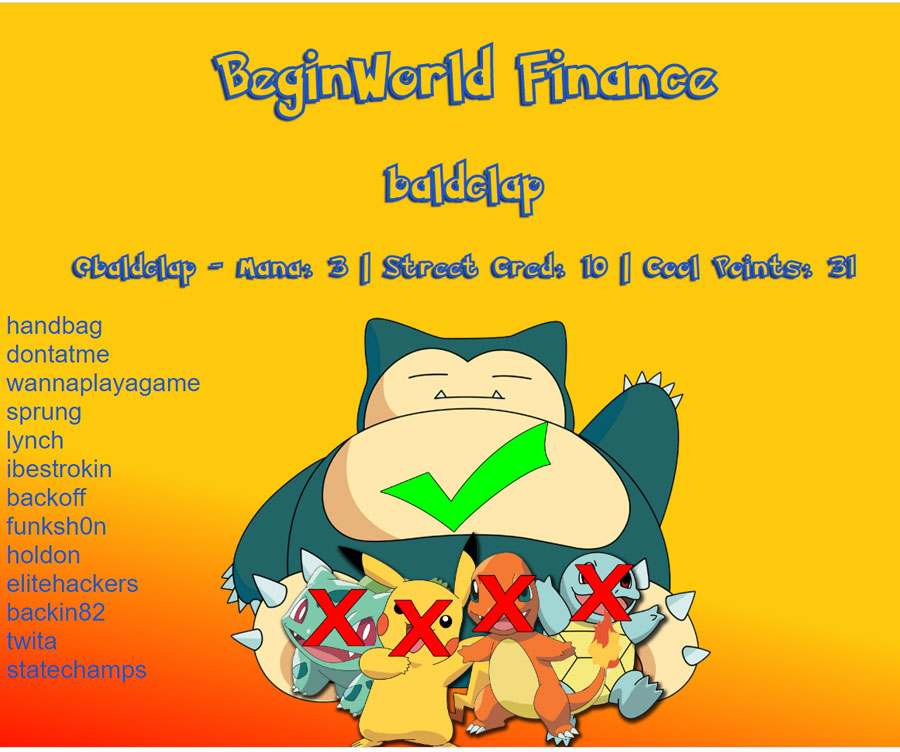 BeginWorld Finance
baldclap
@baldclap - Mana: 3 | Street Cred: 10 | Cool Points: 31
handbag
dontatme
wannaplayagame
sprung
lynch
ibestrokin
backoff
funksh0n
holdon
elitehackers
backin82
twita
statechamps
X X X X